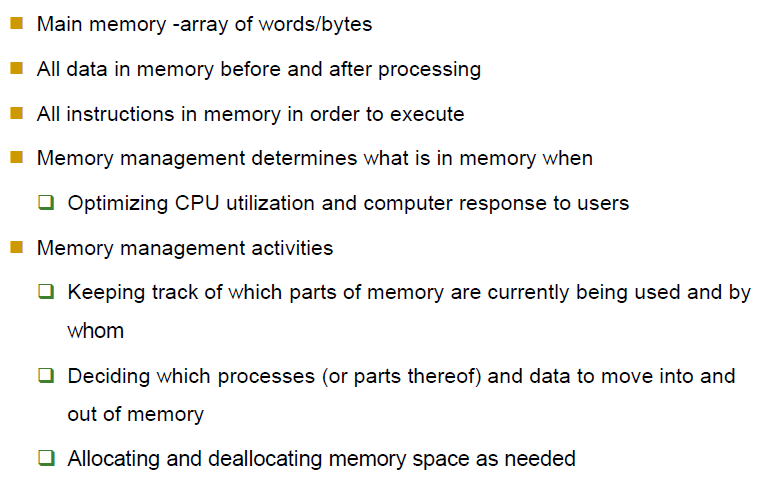 Main memory -array of words/bytes
All data in memory before and after processing
All instructions in memory in order to execute
Memory management determines what is in memory when
Optimizing CPU utilization and computer response to users
Memory management activities
Keeping track of which parts of memory are currently being used and by
whom
Deciding which processes (or parts thereof) and data to move into and
out of memory
Allocating and deallocating memory space as needed